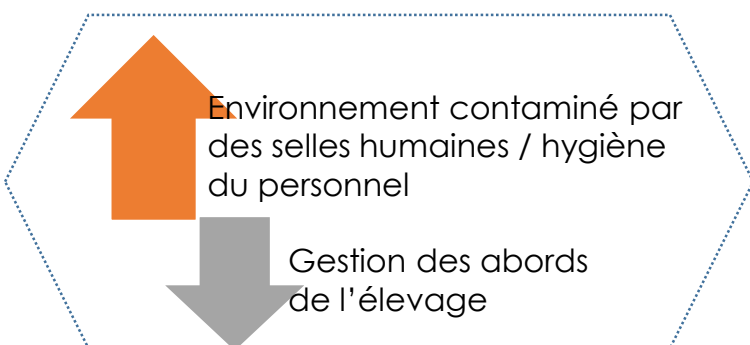 Environnement contaminé par
des selles humaines / hygiène
du personnel
Gestion des abords
de l’élevage